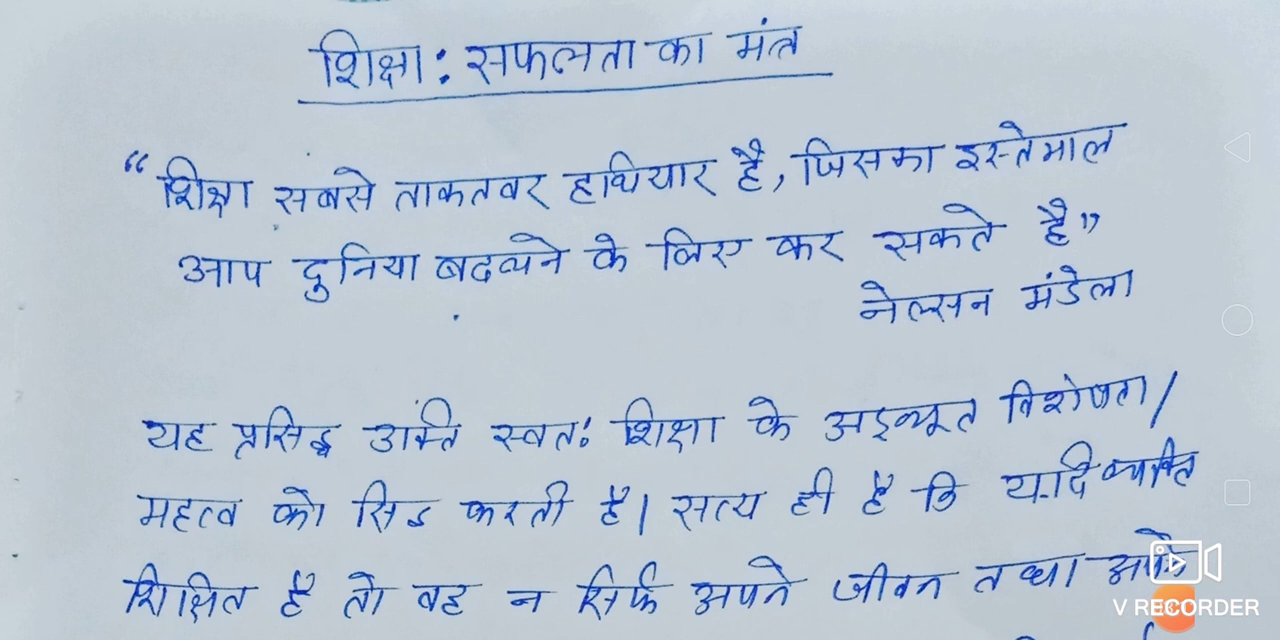 शिक्षा : सफलता का मंत्र
“शिक्षा सबसे ताकतवर हथियार है, जिसका इस्तेमाल
आप दुनिया बदलने के लिए कर सकते है”
नेल्सन मंडेला
यह प्रसिद्ध उक्ति स्वतः शिक्षा के अद्भूत विशेषता/
महत्व को सिद्ध करती है। सत्य ही है कि यदि व्यक्ति
शिक्षित है तो वह न सिर्फ अपने जीवन तथा अपने
V RECORDER